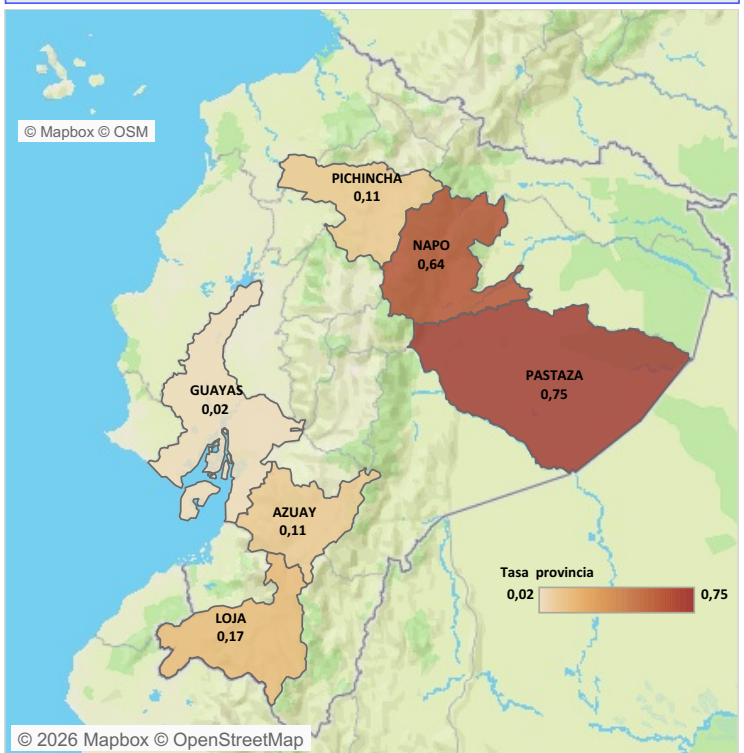 © Mapbox © OSM
PICHINCHA
0,11
NAPO
0,64
PASTAZA
0,75
GUAYAS
0,02
AZUAY
0,11
LOJA
0,17
Tasa provincia
0,02
0,75
© 2026 Mapbox © OpenStreetMap